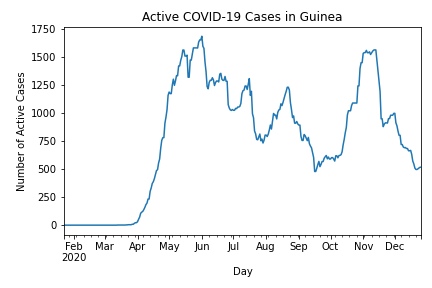 Active COVID-19 Cases in Guinea
Number of Active Cases
1750
1500
1250
1000
750
500
250
0
Feb Mar Apr May Jun Jul Aug Sep Oct Nov Dec
2020
Day